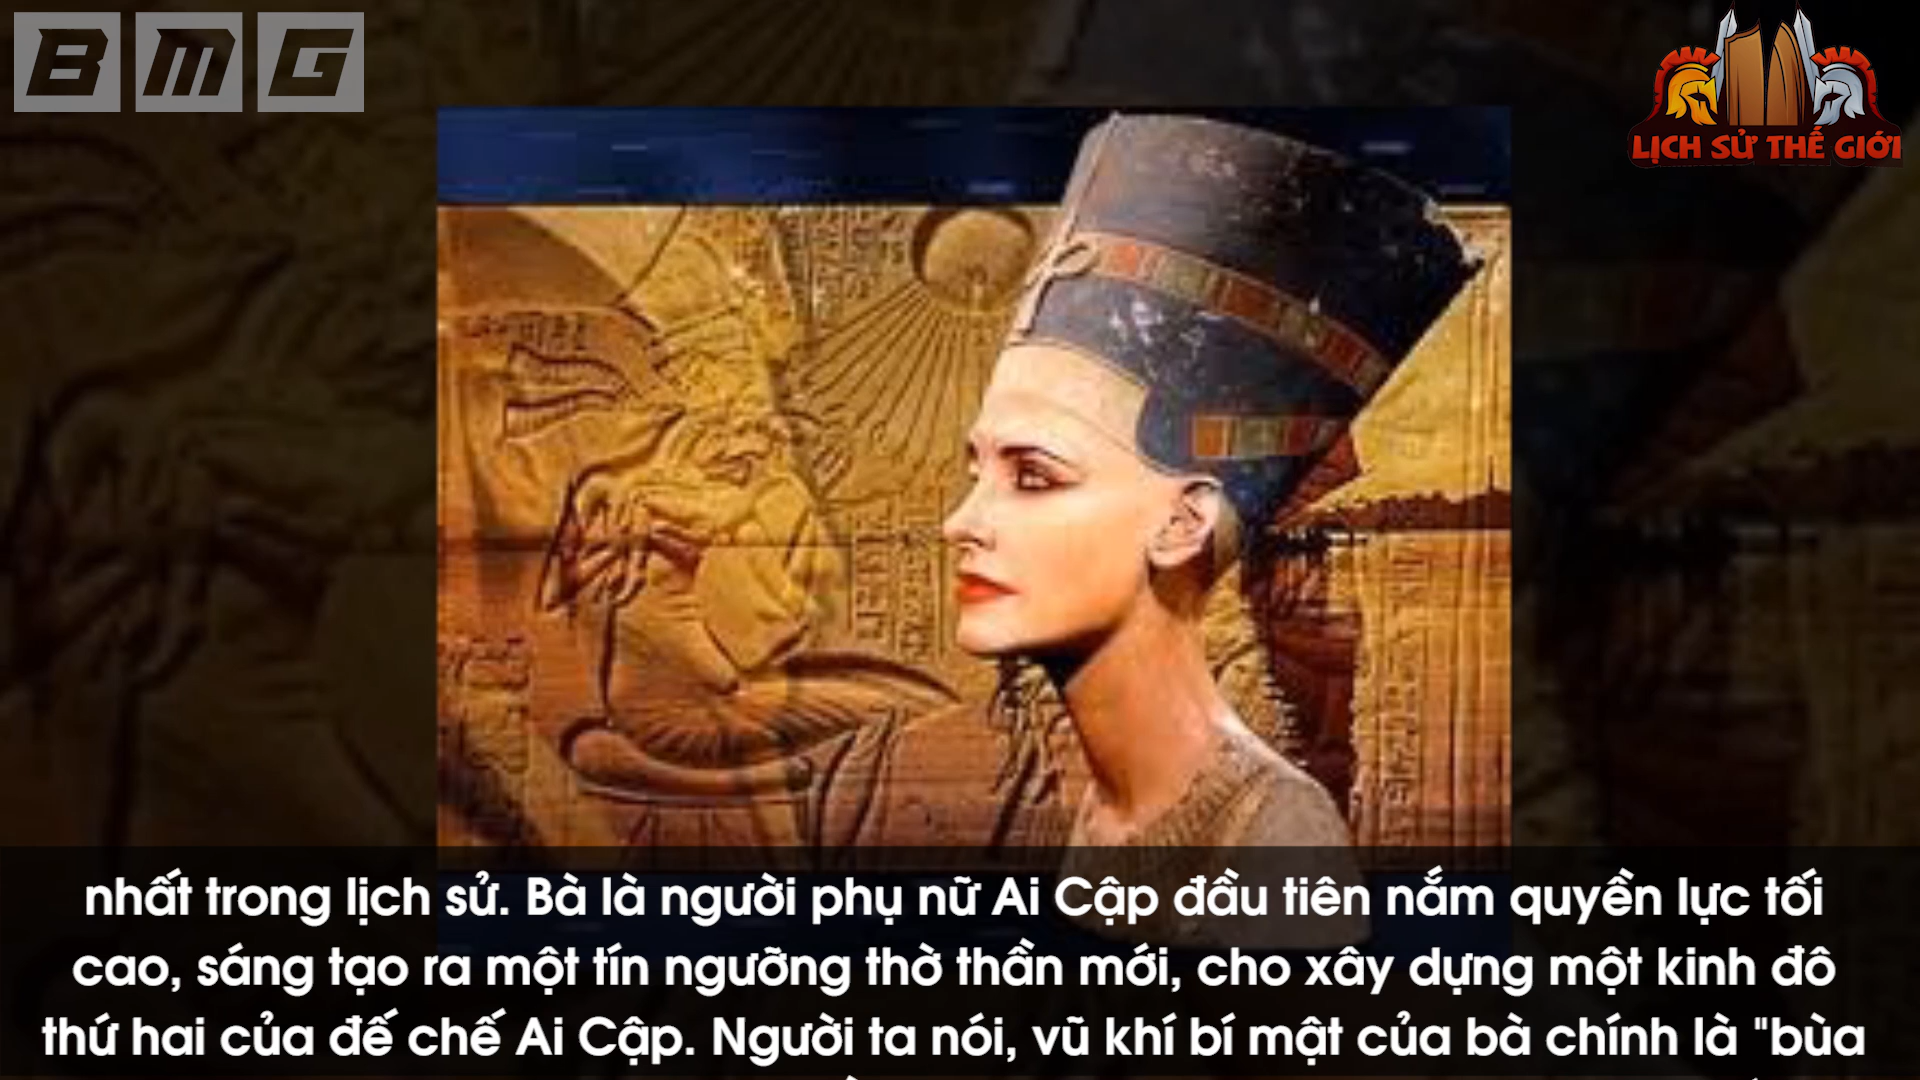 BMG
LỊCH SỬ THẾ GIỚI
nhất trong lịch sử. Bà là người phụ nữ Ai Cập đầu tiên nắm quyền lực tối
cao, sáng tạo ra một tín ngưỡng thờ thần mới, cho xây dựng một kinh đô
thứ hai của đế chế Ai Cập. Người ta nói, vũ khí bí mật của bà chính là "bùa